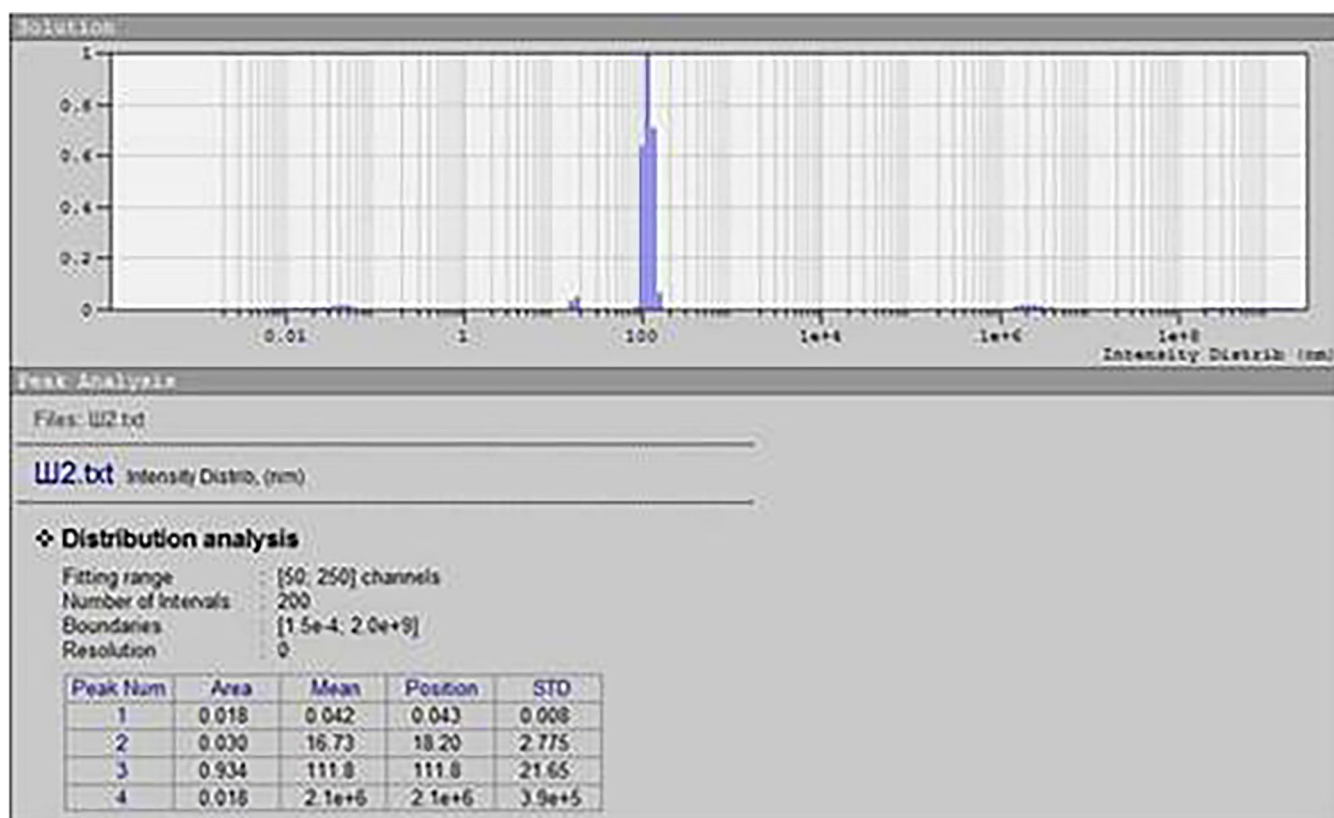 Solution
1
0.8
0.6
0.4
0.2
0
0.01 1 100 1e+4 1e+6 1e+8
Intensity Distrib (nm)
Peak Analysis
Files: Ш2.txt
Ш2.txt Intensity Distrib, (nm)
❖ Distribution analysis
Fitting range : [50; 250] channels
Number of Intervals : 200
Boundaries : [1.5e-4; 2.0e+9]
Resolution : 0
Peak Num Area Mean Position STD
1 0.018 0.042 0.043 0.008
2 0.030 16.73 18.20 2.775
3 0.934 111.8 111.8 21.65
4 0.018 2.1e+6 2.1e+6 3.9e+5